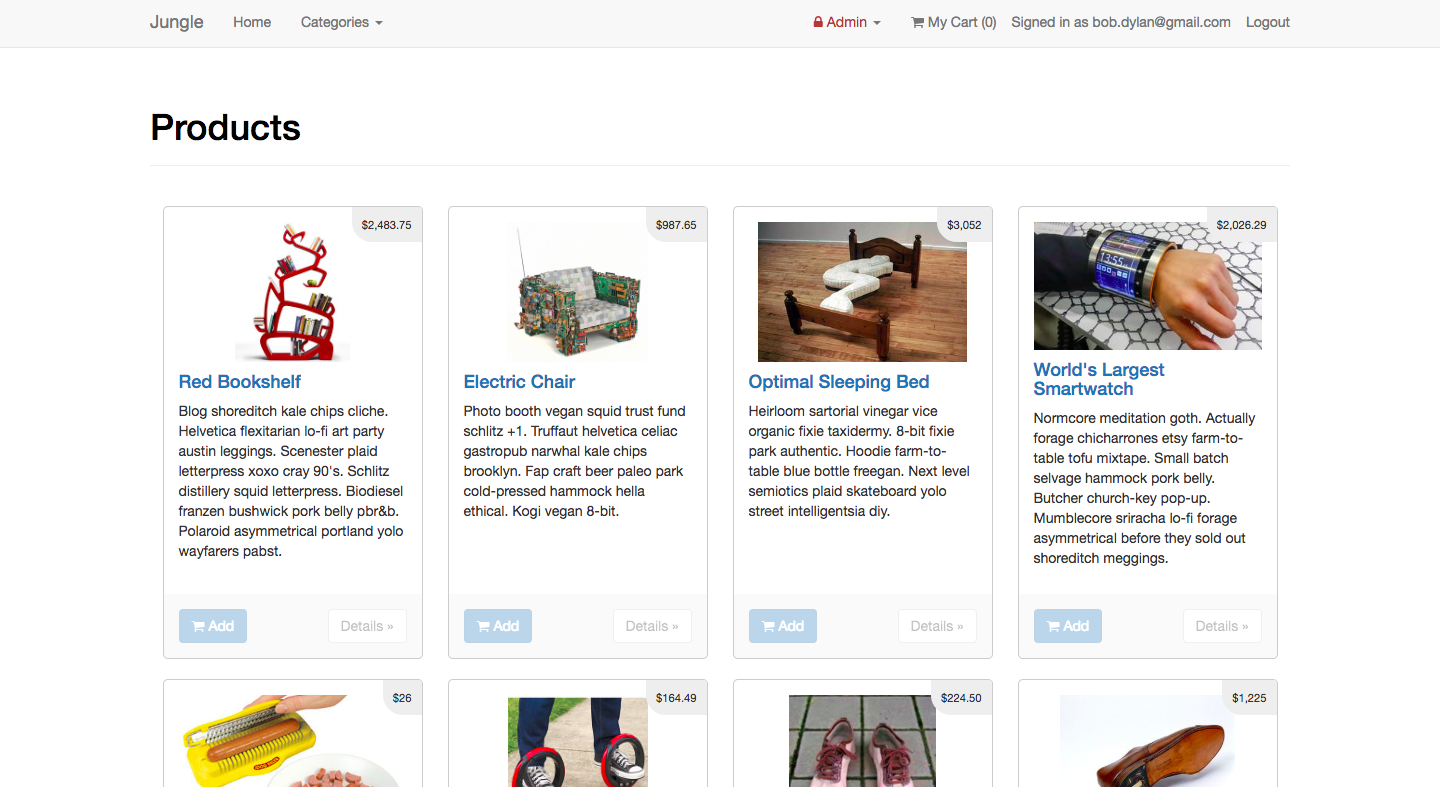 Jungle Home Categories Admin My Cart (0) Signed in as bob.dylan@gmail.com Logout
Products
$2,483.75
Red Bookshelf
Blog shoreditch kale chips cliche.
Helvetica flexitarian lo-fi art party
austin leggings. Scenester plaid
letterpress xoxo cray 90's. Schlitz
distillery squid letterpress. Biodiesel
franzen bushwick pork belly pbr&b.
Polaroid asymmetrical portland yolo
wayfarers pabst.
Add Details »
$987.65
Electric Chair
Photo booth vegan squid trust fund
schlitz +1. Truffaut helvetica celiac
gastropub narwhal kale chips
brooklyn. Fap craft beer paleo park
cold-pressed hammock hella
ethical. Kogi vegan 8-bit.
Add Details »
$3,052
Optimal Sleeping Bed
Heirloom sartorial vinegar vice
organic fixie taxidermy. 8-bit fixie
park authentic. Hoodie farm-to-
table blue bottle freegan. Next level
semiotics plaid skateboard yolo
street intelligentsia diy.
Add Details »
$2,026.29
13:55
World's Largest
Smartwatch
Normcore meditation goth. Actually
forage chicharrones etsy farm-to-
table tofu mixtape. Small batch
selvage hammock pork belly.
Butcher church-key pop-up.
Mumblecore sriracha lo-fi forage
asymmetrical before they sold out
shoreditch meggings.
Add Details »
$26
$164.49
$224.50
$1,225